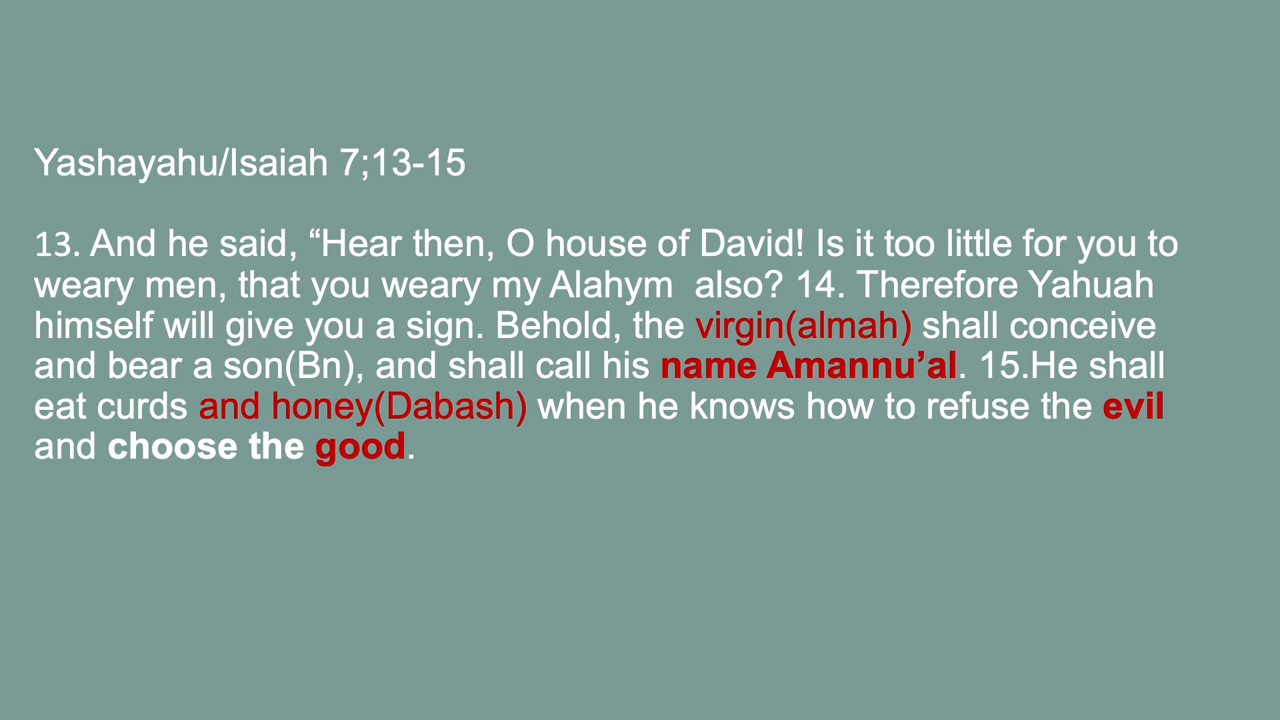 Yashayahu/Isaiah 7;13-15
13. And he said, “Hear then, O house of David! Is it too little for you to
weary men, that you weary my Alahym  also? 14. Therefore Yahuah
himself will give you a sign. Behold, the virgin(almah) shall conceive
and bear a son(Bn), and shall call his name Amannu’al. 15.He shall
eat curds and honey(Dabash) when he knows how to refuse the evil
and choose the good.